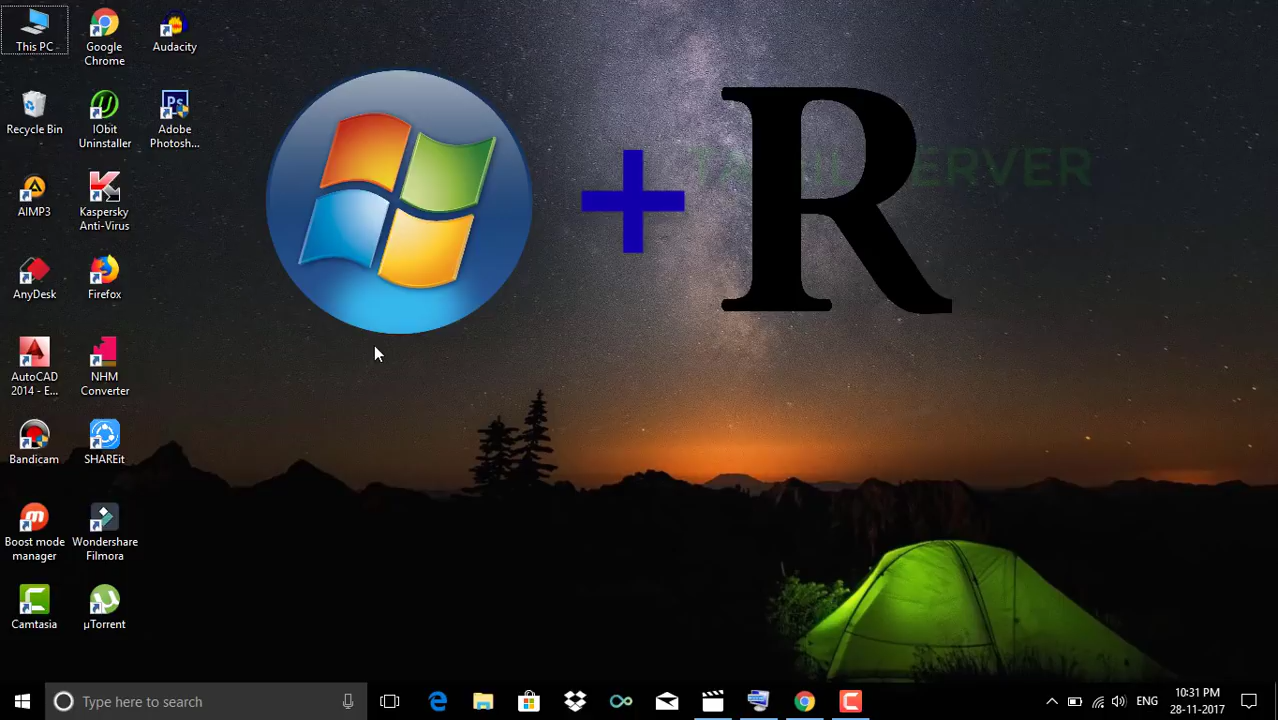 This PC
Google
Chrome
Audacity
Recycle Bin
IObit
Uninstaller
Adobe
Photosh...
AIMP3
Kaspersky
Anti-Virus
AnyDesk
Firefox
AutoCAD
2014 - E...
NHM
Converter
Bandicam
SHAREit
Boost mode
manager
Wondershare
Filmora
Camtasia
µTorrent
+ R
TAMIL SERVER
Type here to search
ENG
10:31 PM
28-11-2017